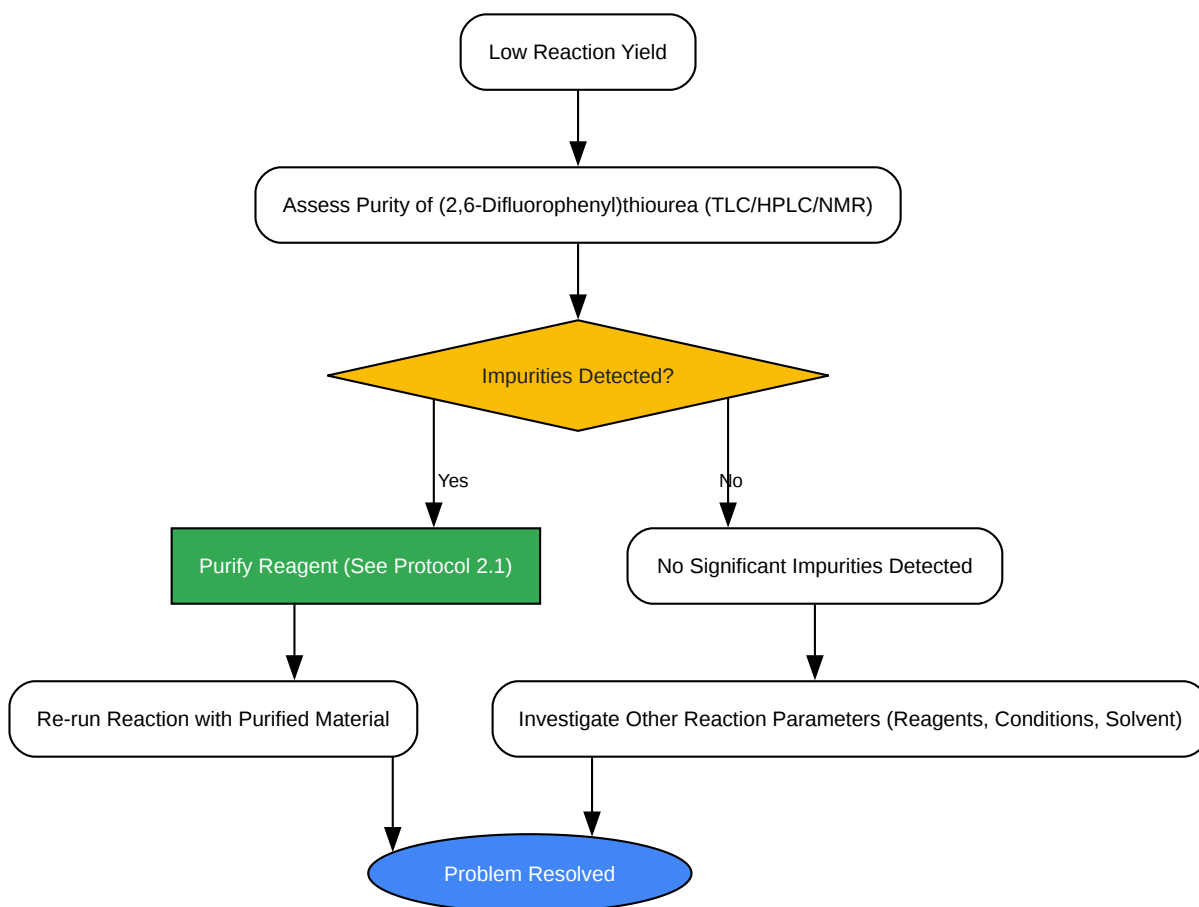 Low Reaction Yield
Assess Purity of (2,6-Difluorophenyl)thiourea (TLC/HPLC/NMR)
Impurities Detected?
Yes
No
Purify Reagent (See Protocol 2.1)
No Significant Impurities Detected
Re-run Reaction with Purified Material
Investigate Other Reaction Parameters (Reagents, Conditions, Solvent)
Problem Resolved